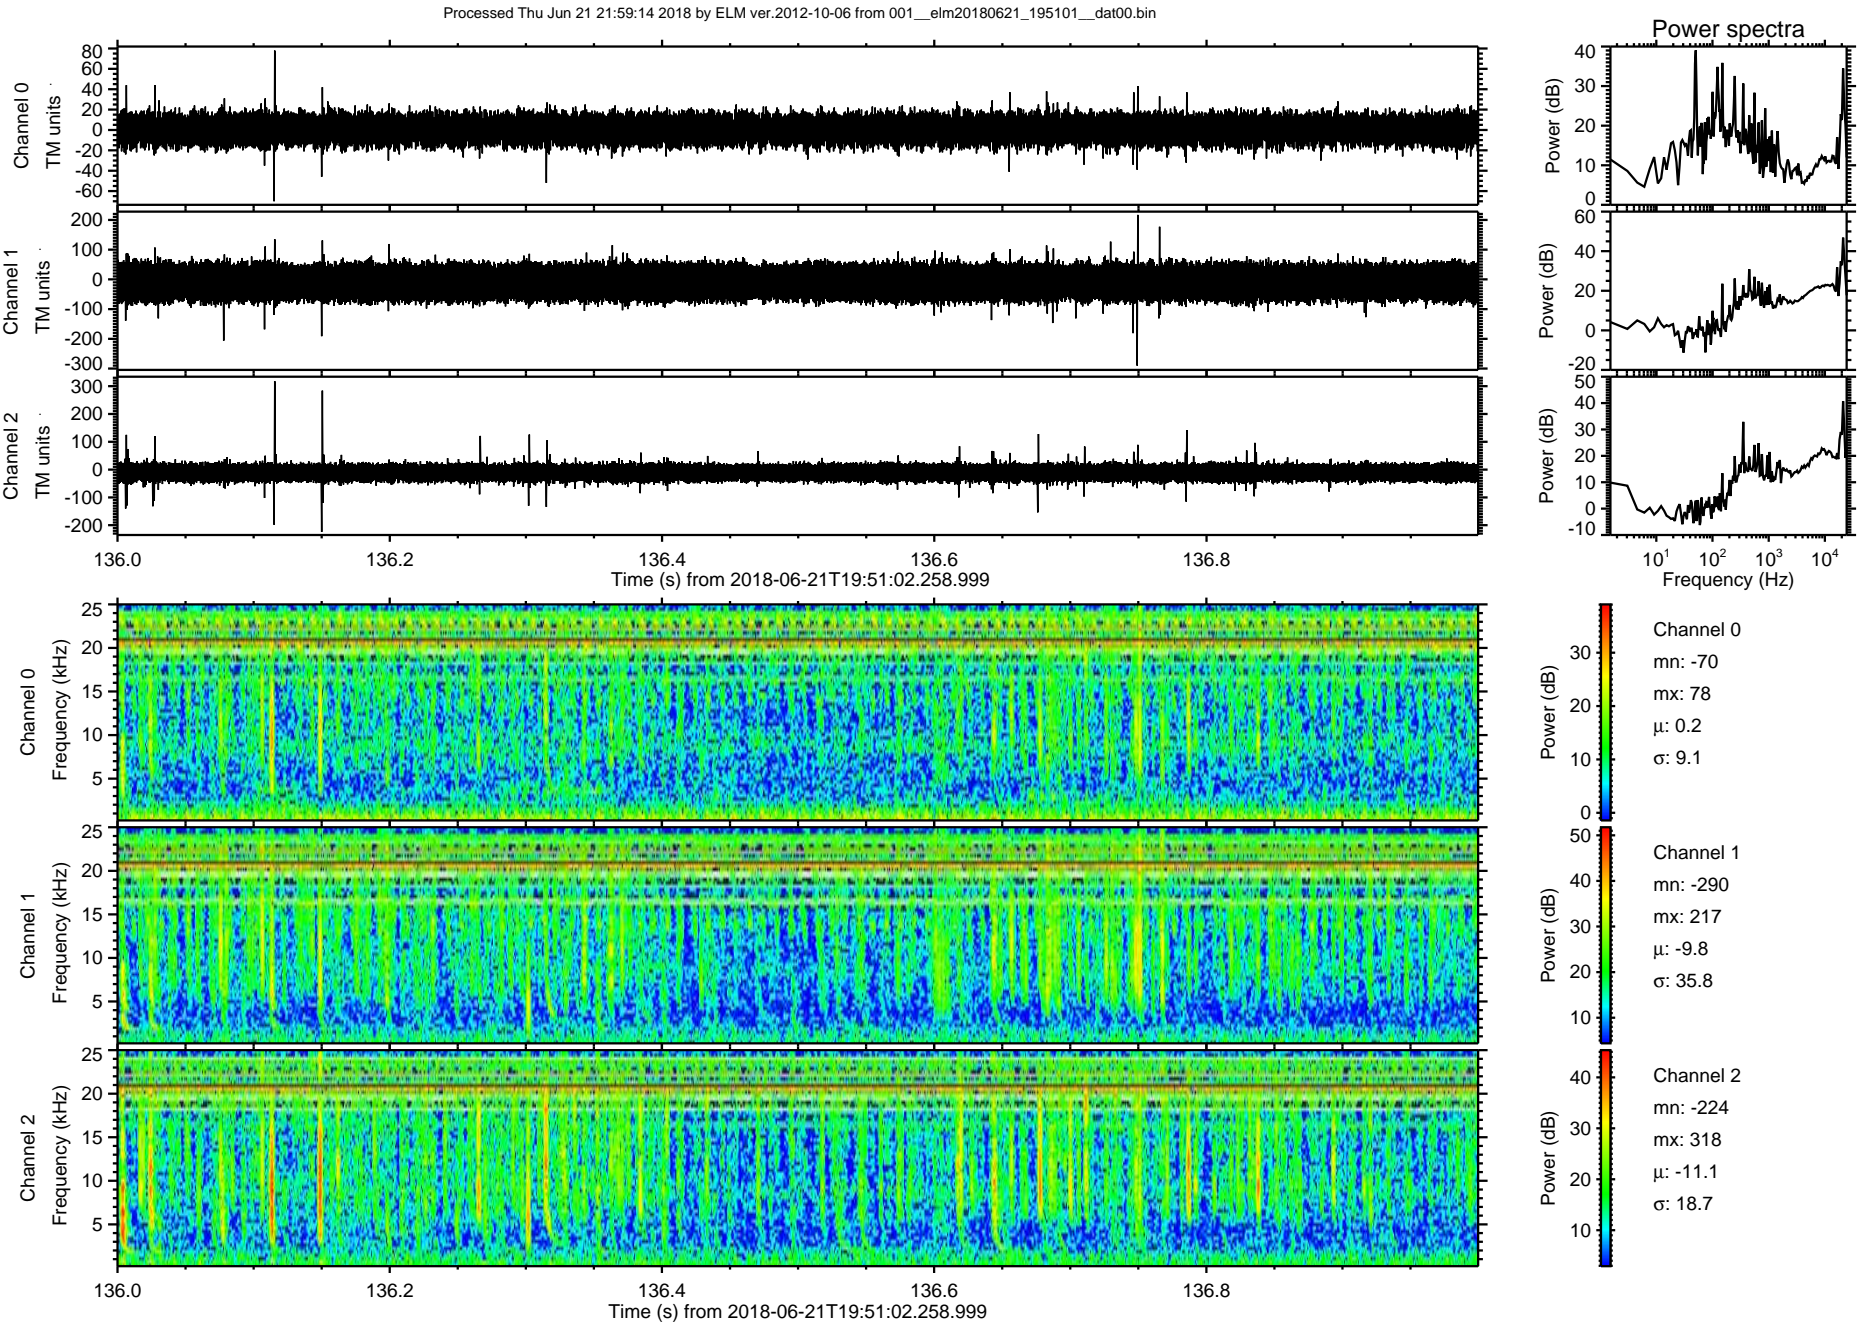 Processed Thu Jun 21 21:59:14 2018 by ELM ver.2012-10-06 from 001__elm20180621_195101__dat00.bin
Power spectra
Channel 0
TM units
80
60
40
20
0
-20
-40
-60
Power (dB)
40
30
20
10
0
Channel 1
TM units
200
100
0
-100
-200
-300
Power (dB)
60
40
20
0
-20
Channel 2
TM units
300
200
100
0
-100
-200
Power (dB)
50
40
30
20
10
0
-10
136.0 136.2 136.4 136.6 136.8
Time (s) from 2018-06-21T19:51:02.258.999
10¹ 10² 10³ 10⁴
Frequency (Hz)
Channel 0
Frequency (kHz)
25
20
15
10
5
Power (dB)
30
20
10
0
Channel 0
mn: -70
mx: 78
μ: 0.2
σ: 9.1
Channel 1
Frequency (kHz)
25
20
15
10
5
Power (dB)
50
40
30
20
10
Channel 1
mn: -290
mx: 217
μ: -9.8
σ: 35.8
Channel 2
Frequency (kHz)
25
20
15
10
5
Power (dB)
40
30
20
10
Channel 2
mn: -224
mx: 318
μ: -11.1
σ: 18.7
136.0 136.2 136.4 136.6 136.8
Time (s) from 2018-06-21T19:51:02.258.999